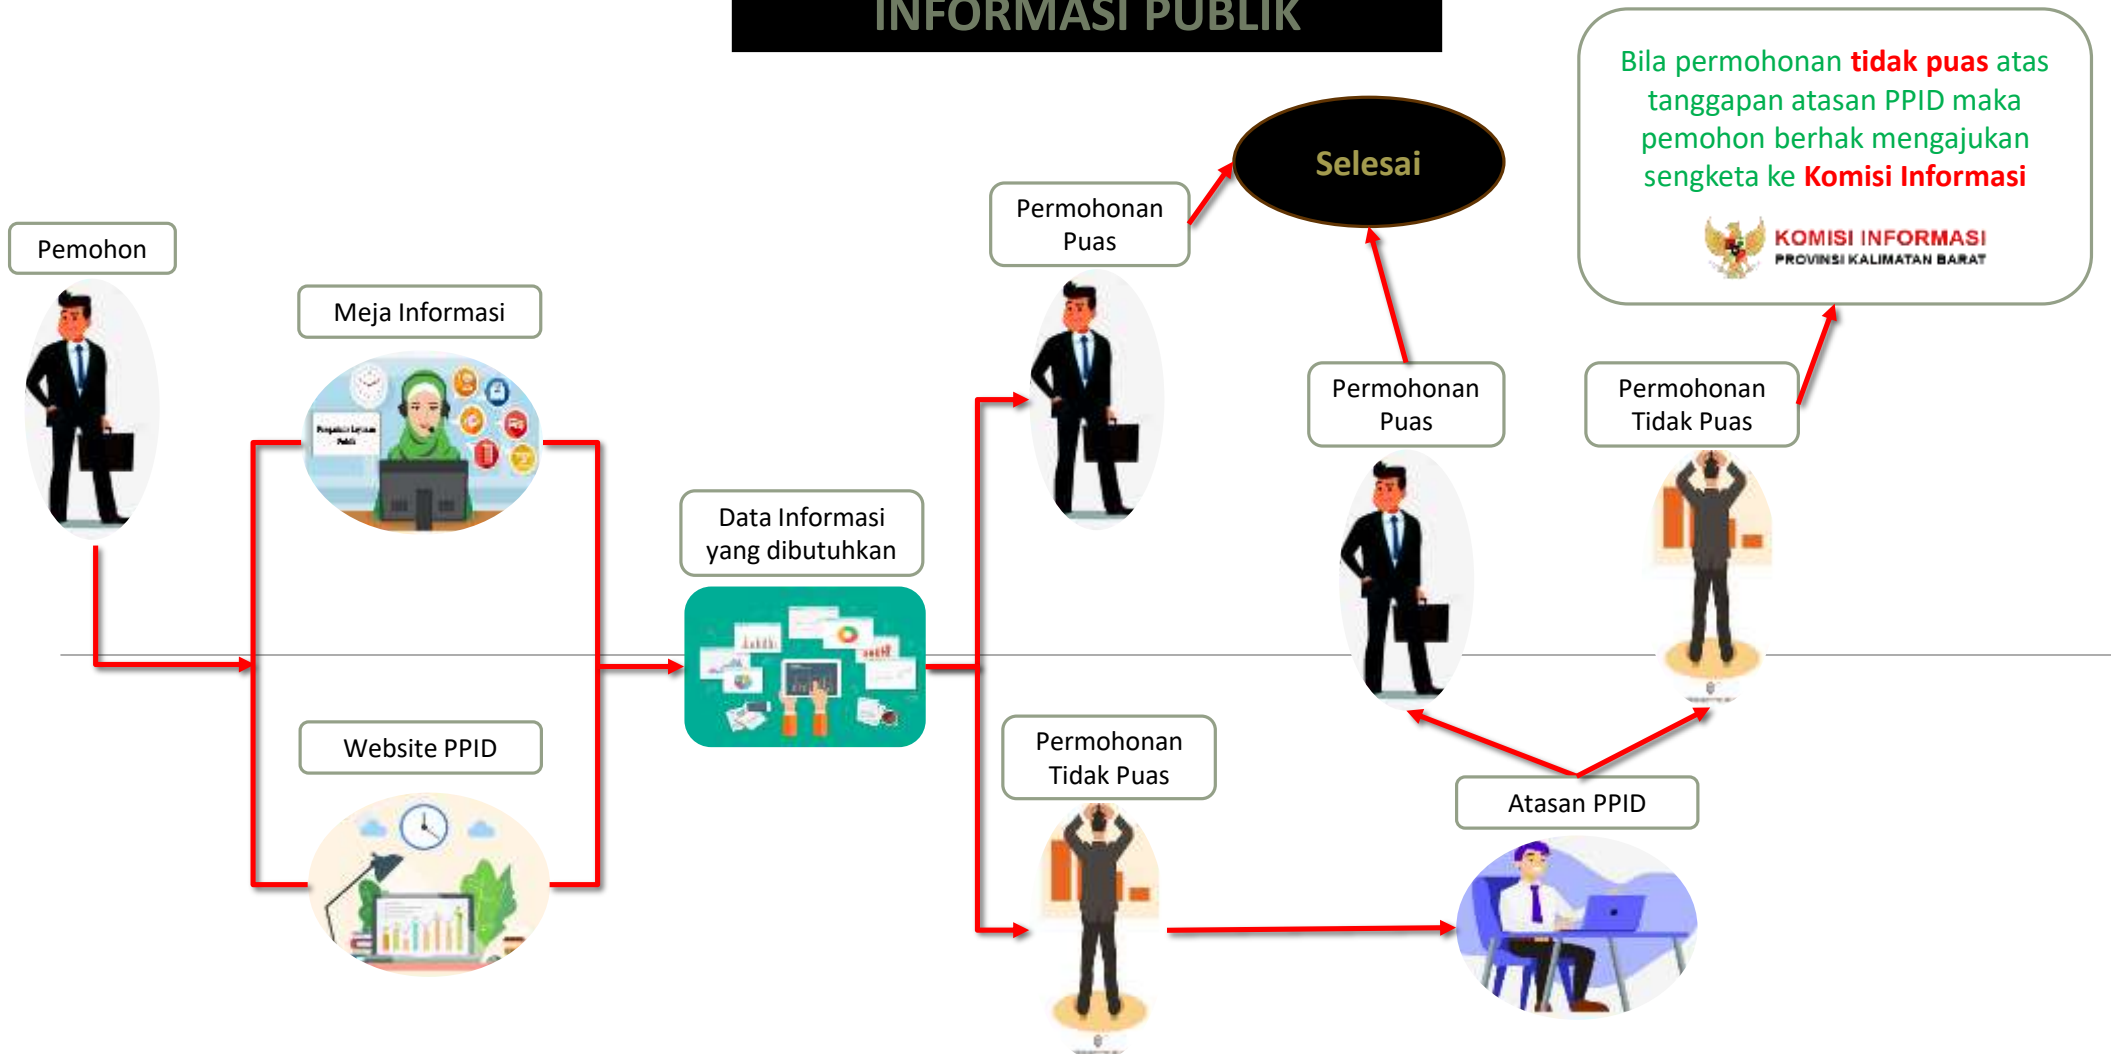 INFORMASI PUBLIK
Bila permohonan tidak puas atas
tanggapan atasan PPID maka
pemohon berhak mengajukan
sengketa ke Komisi Informasi
KOMISI INFORMASI
PROVINSI KALIMATAN BARAT
Selesai
Permohonan
Puas
Pemohon
Meja Informasi
Permohonan
Puas
Permohonan
Tidak Puas
Data Informasi
yang dibutuhkan
Website PPID
Permohonan
Tidak Puas
Atasan PPID